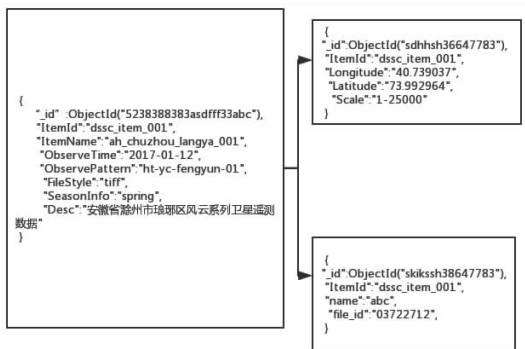 {
"_id" :ObjectId("5238388383asdfff33abc"),
"ItemId":"dssc_item_001",
"ItemName":"ah_chuzhou_langya_001",
"ObserveTime":"2017-01-12",
"ObservePattern":"ht-yc-fengyun-01",
"FileStyle":"tiff",
"SeasonInfo":"spring",
"Desc":"安徽省滁州市琅琊区风云系列卫星遥测
数据"
}
{
"_id":ObjectId("sdhhsh36647783"),
"ItemId":"dssc_item_001",
"Longitude":"40.739037",
"Latitude":"73.992964",
"Scale":"1-25000"
}
{
"_id":ObjectId("skikssh38647783"),
"ItemId":"dssc_item_001",
"name":"abc",
"file_id":"03722712",
}